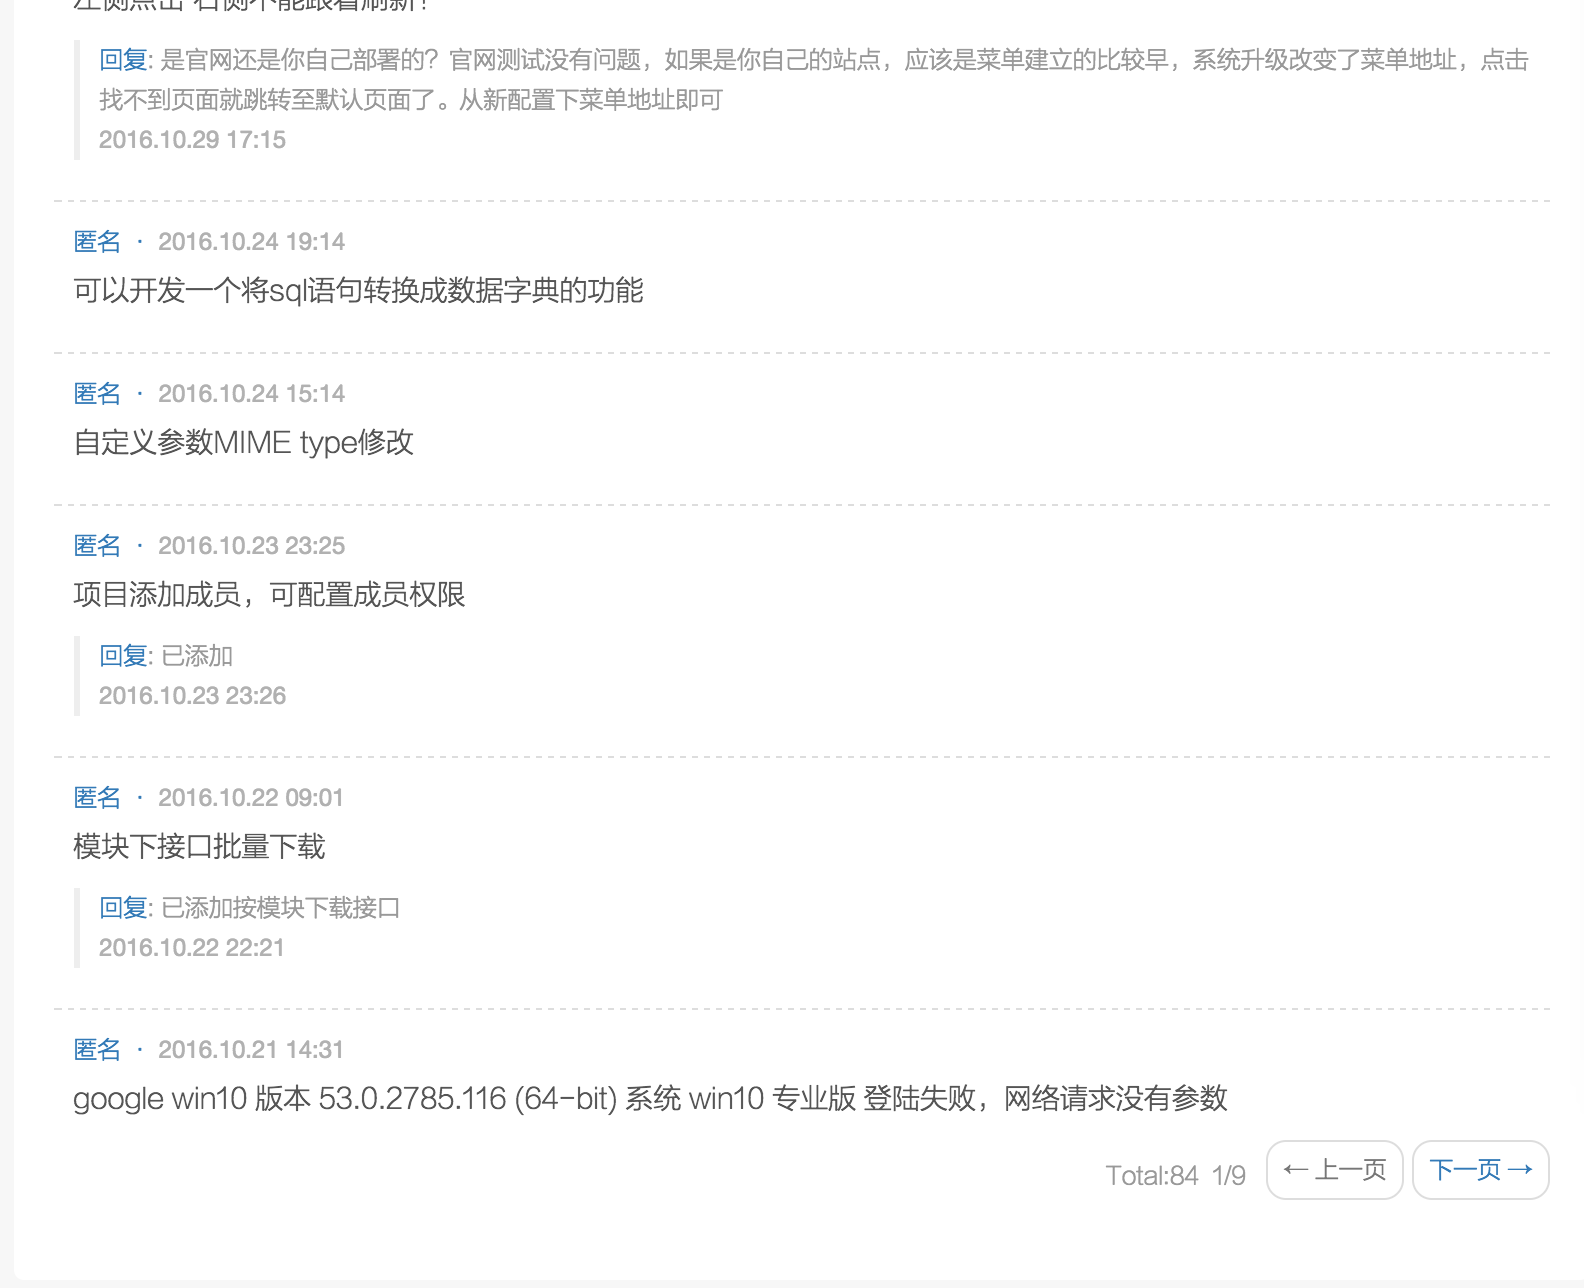 左侧点击 右侧不能跟着刷新！
回复: 是官网还是你自己部署的？官网测试没有问题，如果是你自己的站点，应该是菜单建立的比较早，系统升级改变了菜单地址，点击
找不到页面就跳转至默认页面了。从新配置下菜单地址即可
2016.10.29 17:15
匿名 · 2016.10.24 19:14
可以开发一个将sql语句转换成数据字典的功能
匿名 · 2016.10.24 15:14
自定义参数MIME type修改
匿名 · 2016.10.23 23:25
项目添加成员，可配置成员权限
回复: 已添加
2016.10.23 23:26
匿名 · 2016.10.22 09:01
模块下接口批量下载
回复: 已添加按模块下载接口
2016.10.22 22:21
匿名 · 2016.10.21 14:31
google win10 版本 53.0.2785.116 (64-bit) 系统 win10 专业版 登陆失败，网络请求没有参数
Total:84 1/9 ← 上一页 下一页 →